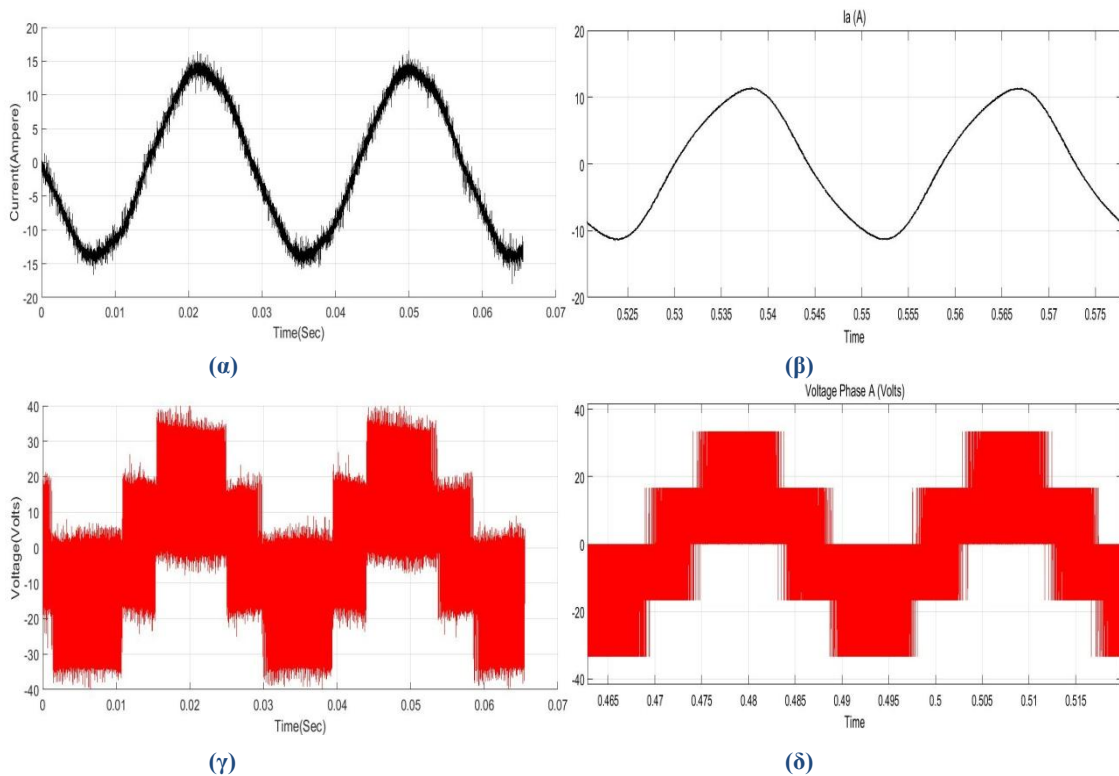 Ia (A)
20
15
10
5
0
-5
-10
-15
20
Current(Ampere)
0 0.01 0.02 0.03 0.04 0.05 0.06 0.07
Time(Sec)
(α)
20
10
0
-10
-20
0.525 0.53 0.535 0.54 0.545 0.55 0.555 0.56 0.565 0.57 0.575
Time
(β)
40
30
20
10
0
-10
-20
-30
-40
Voltage(Volts)
0 0.01 0.02 0.03 0.04 0.05 0.06 0.07
Time(Sec)
(γ)
Voltage Phase A (Volts)
40
20
0
-20
-40
0.465 0.47 0.475 0.48 0.485 0.49 0.495 0.5 0.505 0.51 0.515
Time
(δ)